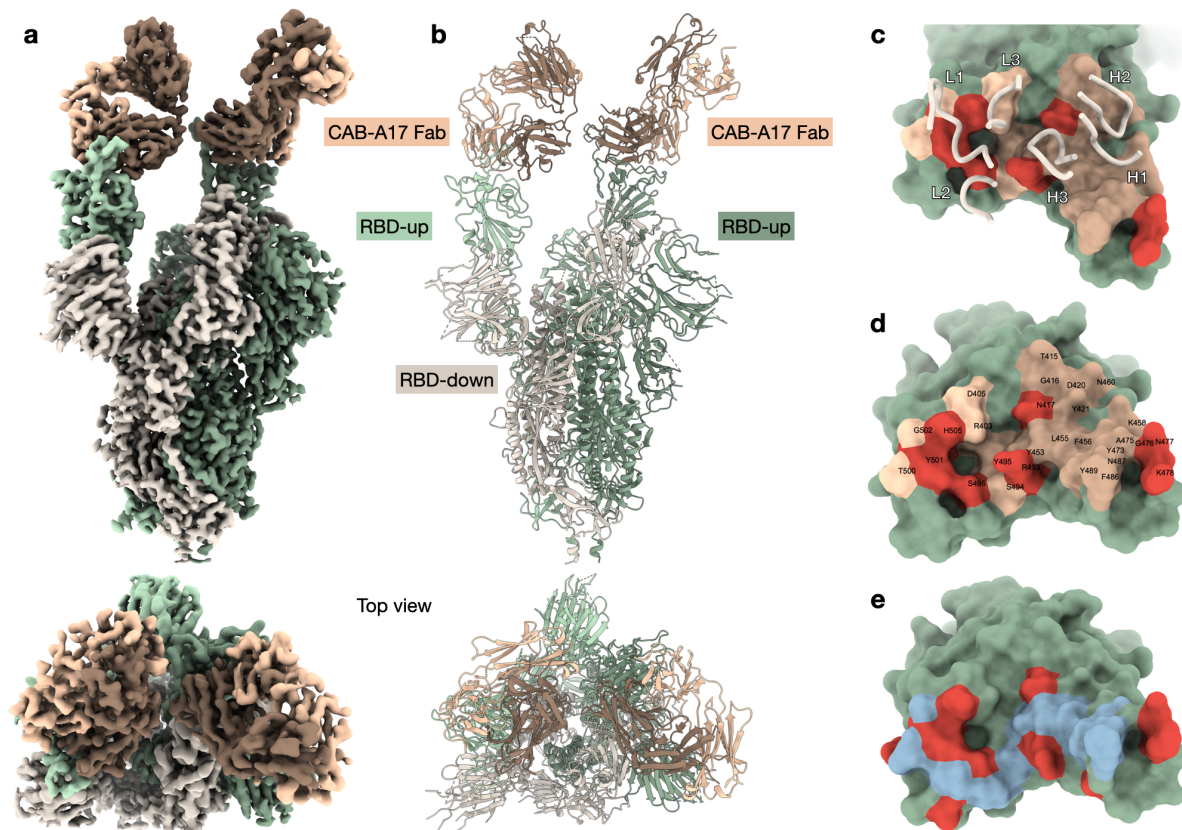 a
b
CAB-A17 Fab
CAB-A17 Fab
RBD-up
RBD-up
RBD-down
Top view
c
L1
L3
H2
L2
H3
H1
d
T415
G416
D420
N460
D405
N417
Y421
R403
K458
G502
H505
L455
F456
A475
G476
N477
Y453
Y473
Y501
Y495
N487
T500
R493
Y489
F486
K478
S496
S494
e